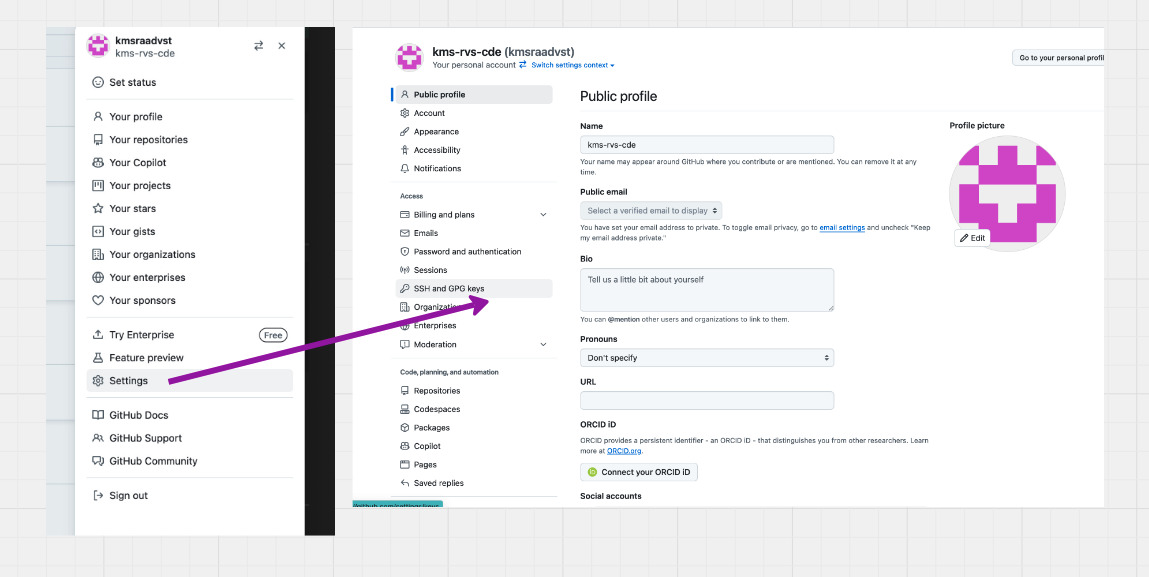 kmsraadvst
kms-rvs-cde
Set status
Your profile
Your repositories
Your Copilot
Your projects
Your stars
Your gists
Your organizations
Your enterprises
Your sponsors
Try Enterprise
Free
Feature preview
Settings
GitHub Docs
GitHub Support
GitHub Community
Sign out
kms-rvs-cde (kmsraadvst)
Your personal account Switch settings context
Go to your personal profil
Public profile
Account
Appearance
Accessibility
Notifications
Access
Billing and plans
Emails
Password and authentication
Sessions
SSH and GPG keys
Organizations
Enterprises
Moderation
Code, planning, and automation
Repositories
Codespaces
Packages
Copilot
Pages
Saved replies
Public profile
Name
kms-rvs-cde
Your name may appear around GitHub where you contribute or are mentioned. You can remove it at any
time.
Public email
Select a verified email to display
You have set your email address to private. To toggle email privacy, go to email settings and uncheck "Keep
my email address private."
Bio
Tell us a little bit about yourself
You can @mention other users and organizations to link to them.
Pronouns
Don't specify
URL
ORCID iD
ORCID provides a persistent identifier - an ORCID iD - that distinguishes you from other researchers. Learn
more at ORCID.org.
Connect your ORCID iD
Social accounts
Profile picture
Edit